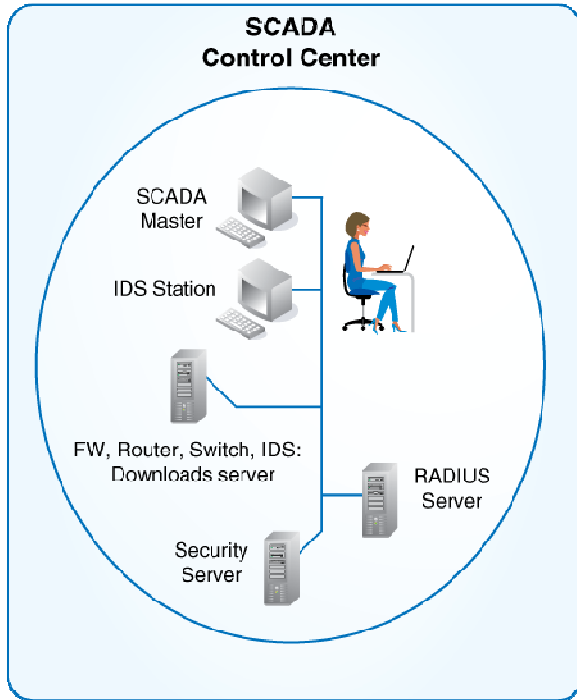 SCADA
Control Center
SCADA
Master
IDS Station
FW, Router, Switch, IDS:
Downloads server
RADIUS
Server
Security
Server